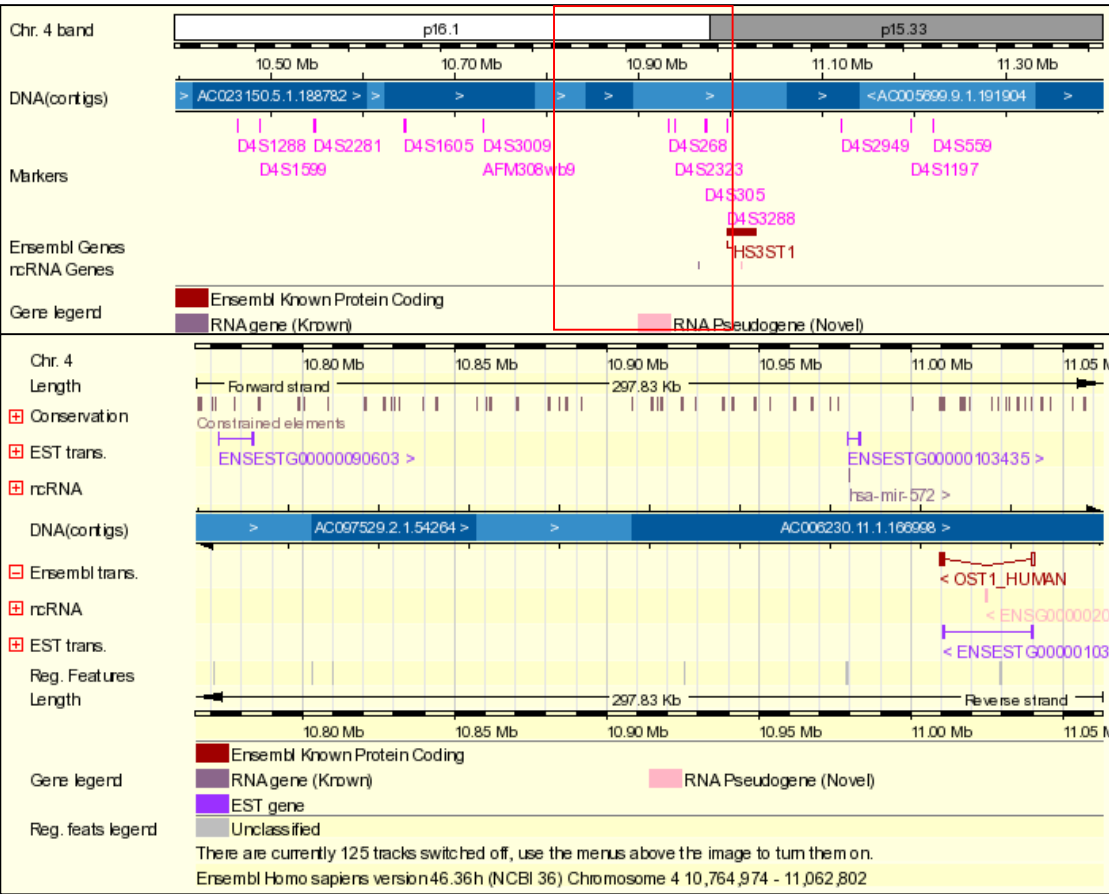 Chr. 4 band p16.1 p15.33
10.50 Mb 10.70 Mb 10.90 Mb 11.10 Mb 11.30 Mb
DNA(contigs) > AC023150.5.1.188782 > > > > > > > < AC005699.9.1.191904 >
D4S1288 D4S2281 D4S1605 D4S3009 D4S268 D4S2949 D4S559
Markers D4S1599 AFM308wb9 D4S2323 D4S1197
D4S305
D4S3288
Ensembl Genes HS3ST1
ncRNA Genes
Gene legend Ensembl Known Protein Coding
RNA gene (Known) RNA Pseudogene (Novel)
Chr. 4 10.80 Mb 10.85 Mb 10.90 Mb 10.95 Mb 11.00 Mb 11.05 M
Length Forward strand 297.83 Kb
Conservation Constrained elements
EST trans. ENSESTG00000090603 > ENSESTG00000103435 >
ncRNA hsa-mir-572 >
DNA(contigs) > AC097529.2.1.54264 > > AC006230.11.1.166998 >
Ensembl trans. < OST1_HUMAN
ncRNA < ENSG0000020
EST trans. < ENSESTG00000103
Reg. Features
Length 297.83 Kb Reverse strand
10.80 Mb 10.85 Mb 10.90 Mb 10.95 Mb 11.00 Mb 11.05 M
Ensembl Known Protein Coding
Gene legend RNA gene (Known) RNA Pseudogene (Novel)
EST gene
Reg. feats legend Unclassified
There are currently 125 tracks switched off, use the menus above the image to turn them on.
Ensembl Homo sapiens version 46.36h (NCBI 36) Chromosome 4 10,764,974 - 11,062,802